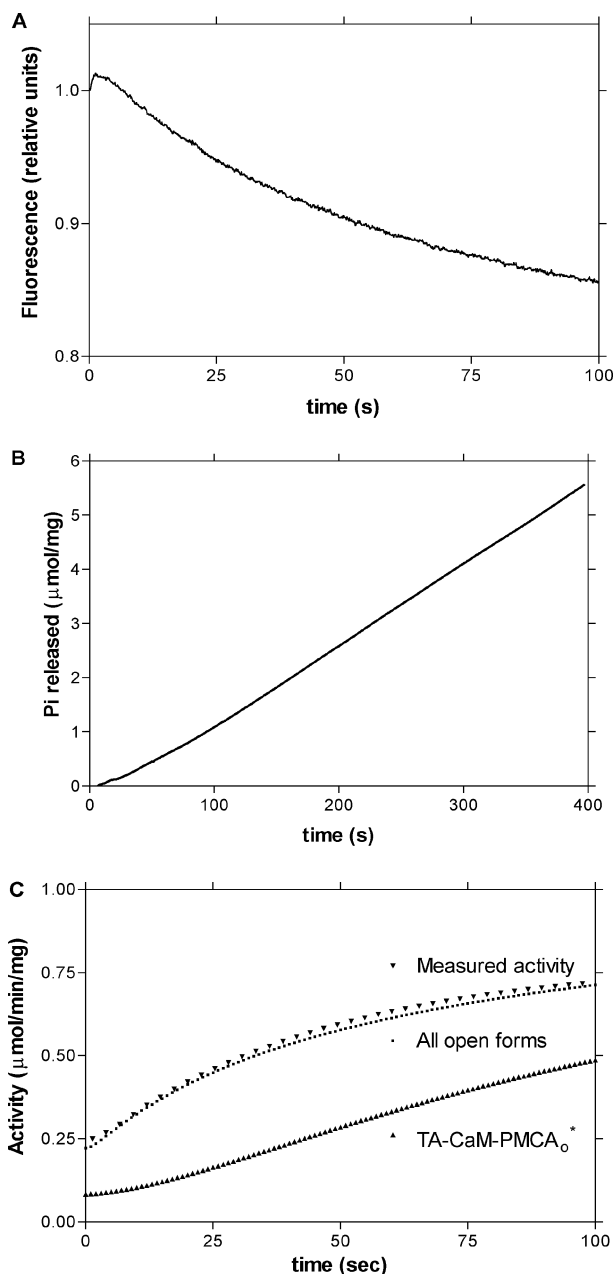 A
Fluorescence (relative units)
1.0
0.9
0.8
0 25 50 75 100
time (s)
B
Pi released (μmol/mg)
6
5
4
3
2
1
0
0 100 200 300 400
time (s)
C
Activity (μmol/min/mg)
1.00
0.75
0.50
0.25
0.00
Measured activity
All open forms
TA-CaM-PMCAo*
0 25 50 75 100
time (sec)